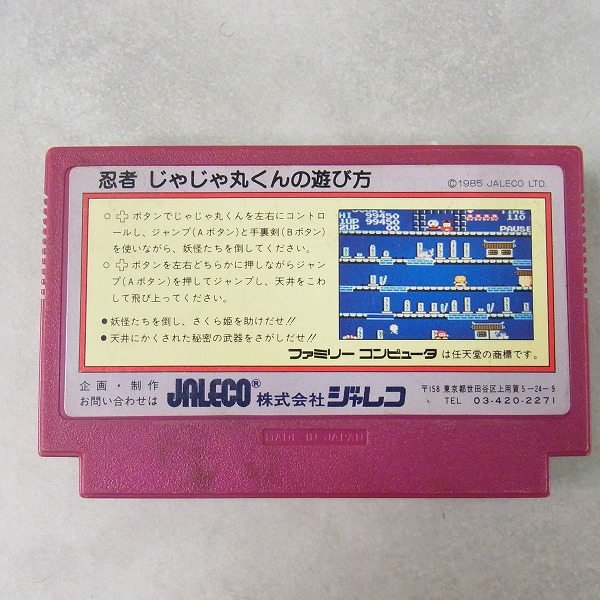 忍者 じゃじゃ丸くんの遊び方
©1985 JALECO LTD.
○ ボタンでじゃじゃ丸くんを左右にコントロ
ールし、ジャンプ(Aボタン)と手裏剣(Bボタン)
を使いながら、妖怪たちを倒してください。
○ ボタンを左右どちらかに押しながらジャン
プ(Aボタン)を押してジャンプし、天井をこわ
して飛び上ってください。
●妖怪たちを倒し、さくら姫を助けだせ!!
●天井にかくされた秘密の武器をさがしだせ!!
HI 99450
1UP 99450
2UP 00
TIME
110
PAUSE
ファミリー コンピュータ は任天堂の商標です。
企画・制作
お問い合わせは
JALECO® 株式会社ジャレコ
〒158 東京都世田谷区上用賀5-24-9
TEL 03-420-2271
MADE IN JAPAN